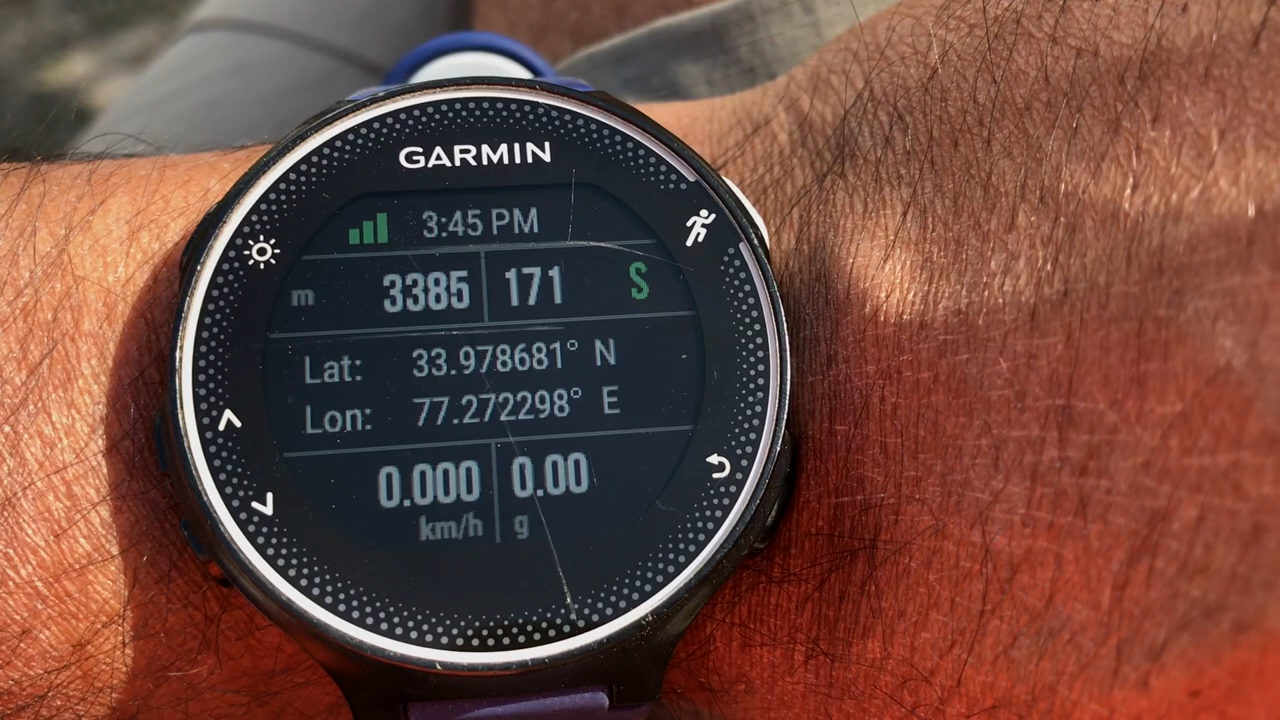 GARMIN
3:45 PM
m 3385 171 S
Lat: 33.978681° N
Lon: 77.272298° E
0.000 0.00
km/h g